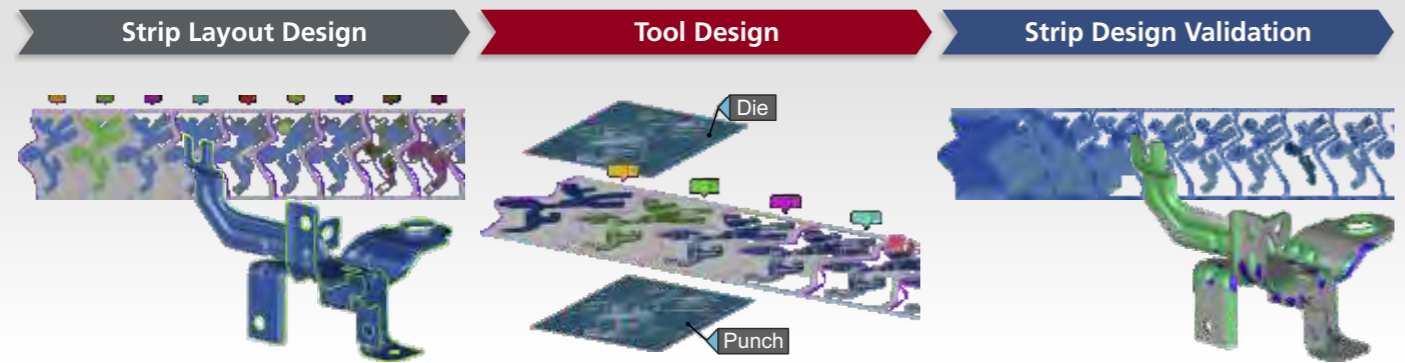 Strip Layout Design
Tool Design
Strip Design Validation
Die
Punch